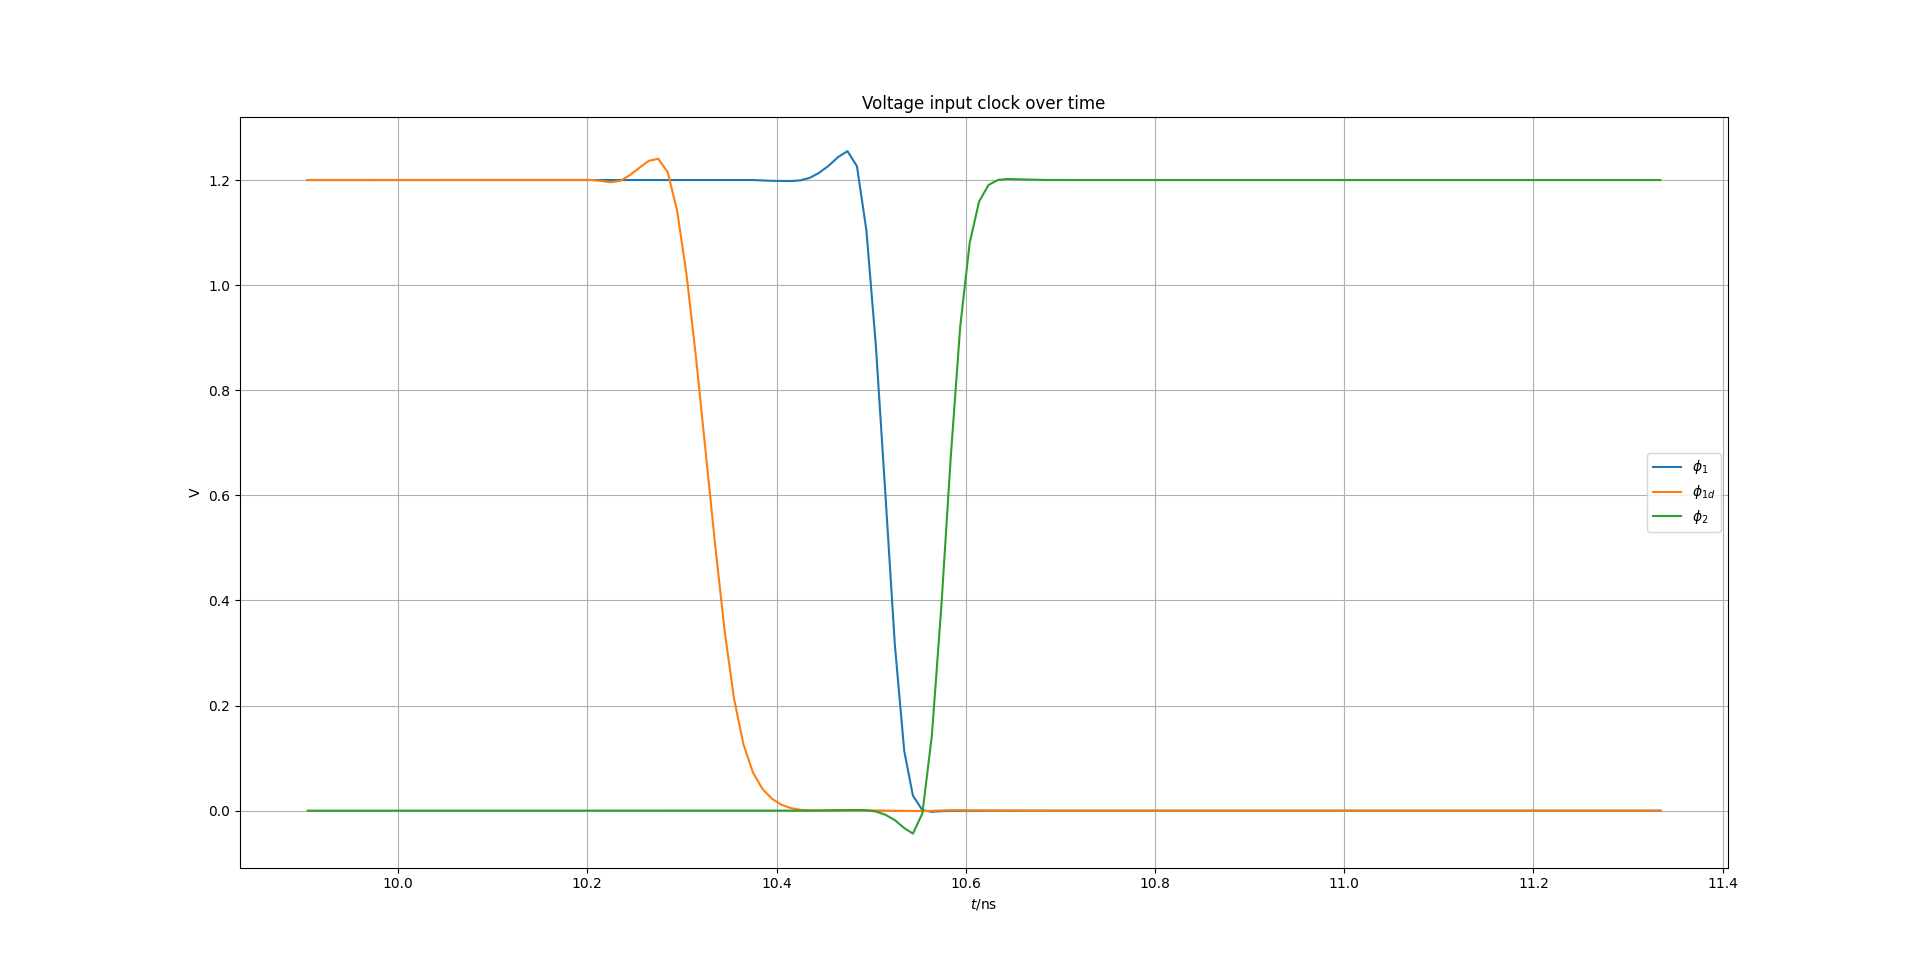 Voltage input clock over time
V
1.2
1.0
0.8
0.6
0.4
0.2
0.0
10.0 10.2 10.4 10.6 10.8 11.0 11.2 11.4
t/ns
ϕ₁
ϕ₁d
ϕ₂